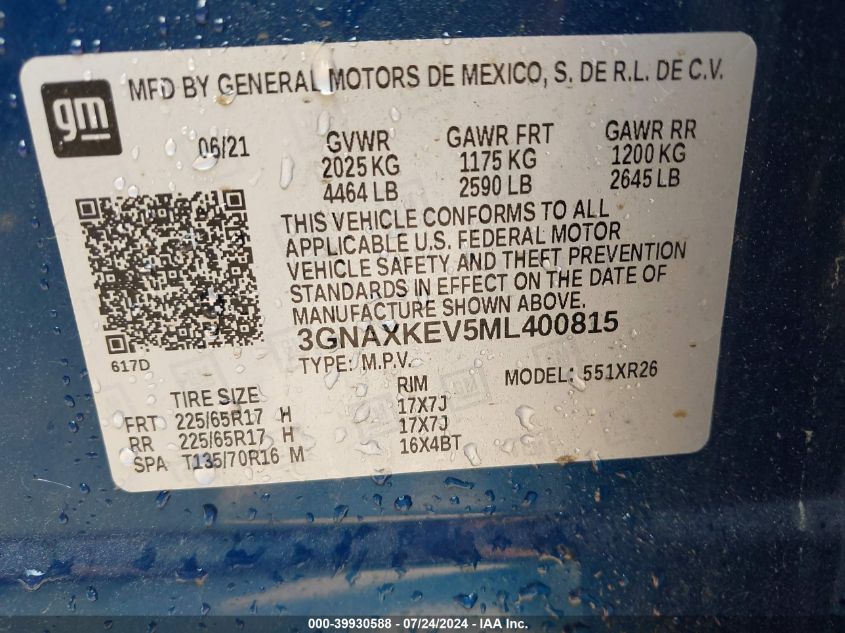 gm
MFD BY GENERAL MOTORS DE MEXICO, S. DE R.L. DE C.V.
06/21 GVWR GAWR FRT GAWR RR
2025 KG 1175 KG 1200 KG
4464 LB 2590 LB 2645 LB
THIS VEHICLE CONFORMS TO ALL
APPLICABLE U.S. FEDERAL MOTOR
VEHICLE SAFETY AND THEFT PREVENTION
STANDARDS IN EFFECT ON THE DATE OF
MANUFACTURE SHOWN ABOVE.
3GNAXKEV5ML400815
617D
TYPE: M.P.V. MODEL: 551XR26
TIRE SIZE RIM
FRT 225/65R17 H 17X7J
RR 225/65R17 H 17X7J
SPA T135/70R16 M 16X4BT
000-39930588 - 07/24/2024 - IAA Inc.